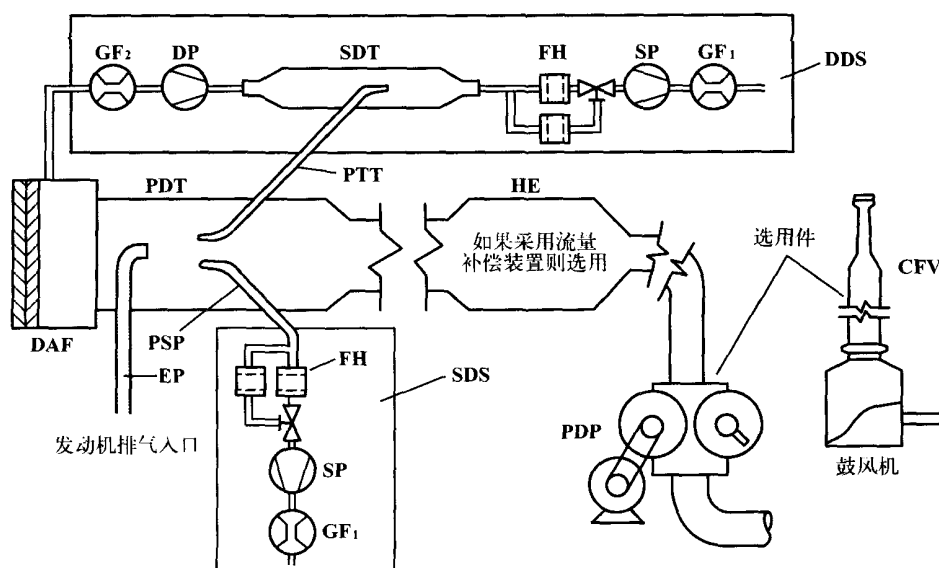 GF₂
DP
SDT
FH
SP
GF₁
DDS
PTT
PDT
HE
如果采用流量
补偿装置则选用
选用件
CFV
DAF
PSP
EP
FH
SDS
发动机排气入口
SP
GF₁
PDP
鼓风机